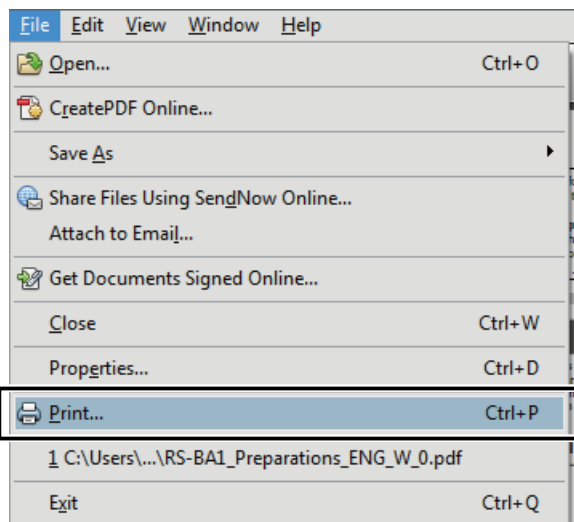 File Edit View Window Help
Open... Ctrl+O
CreatePDF Online...
Save As
Share Files Using SendNow Online...
Attach to Email...
Get Documents Signed Online...
Close Ctrl+W
Properties... Ctrl+D
Print... Ctrl+P
1 C:\Users\...\RS-BA1_Preparations_ENG_W_0.pdf
Exit Ctrl+Q